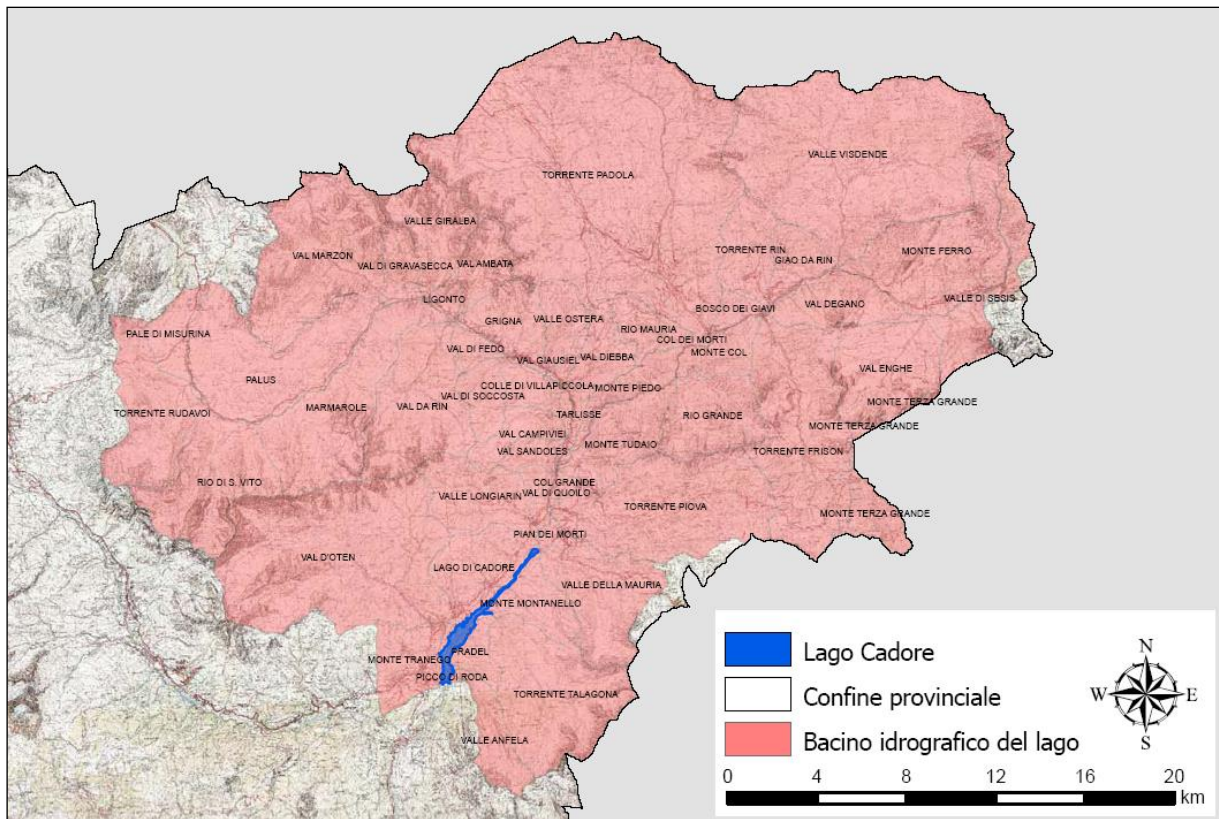 VALLE VISDENDE
TORRENTE PADOLA
VALLE GIRALBA
TORRENTE RIN
VAL MARZON
VAL DI GRAVASECCA
VAL AMBATA
GIAO DA RIN
MONTE FERRO
LIGONTO
VALLE DI SESIS
BOSCO DEI GIAVI
VAL DEGANO
GRIGNA
VALLE OSTERA
RIO MAURIA
PALE DI MISURINA
COL DEI MORTI
VAL DI FEDO
MONTE COL
VAL GIAUSIEL
VAL DIEBBA
VAL ENGHE
PALUS
COLLE DI VILLAPICCOLA
MONTE PIEDO
VAL DI SOCCOSTA
MONTE TERZA GRANDE
TORRENTE RUDAVOI
MARMAROLE
VAL DA RIN
TARLISSE
RIO GRANDE
MONTE TERZA GRANDE
VAL CAMPIVIEI
MONTE TUDAIO
VAL SANDOLES
TORRENTE FRISON
RIO DI S. VITO
COL GRANDE
VALLE LONGIARIN
VAL DI QUOILO
TORRENTE PIOVA
MONTE TERZA GRANDE
PIAN DEI MORTI
VAL D'OTEN
LAGO DI CADORE
VALLE DELLA MAURIA
MONTE MONTANELLO
PRADEL
MONTE TRANEGO
PICCO DI RODA
TORRENTE TALAGONA
VALLE ANFELA
Lago Cadore
Confine provinciale
Bacino idrografico del lago
N
W E
S
0 4 8 12 16 20
km